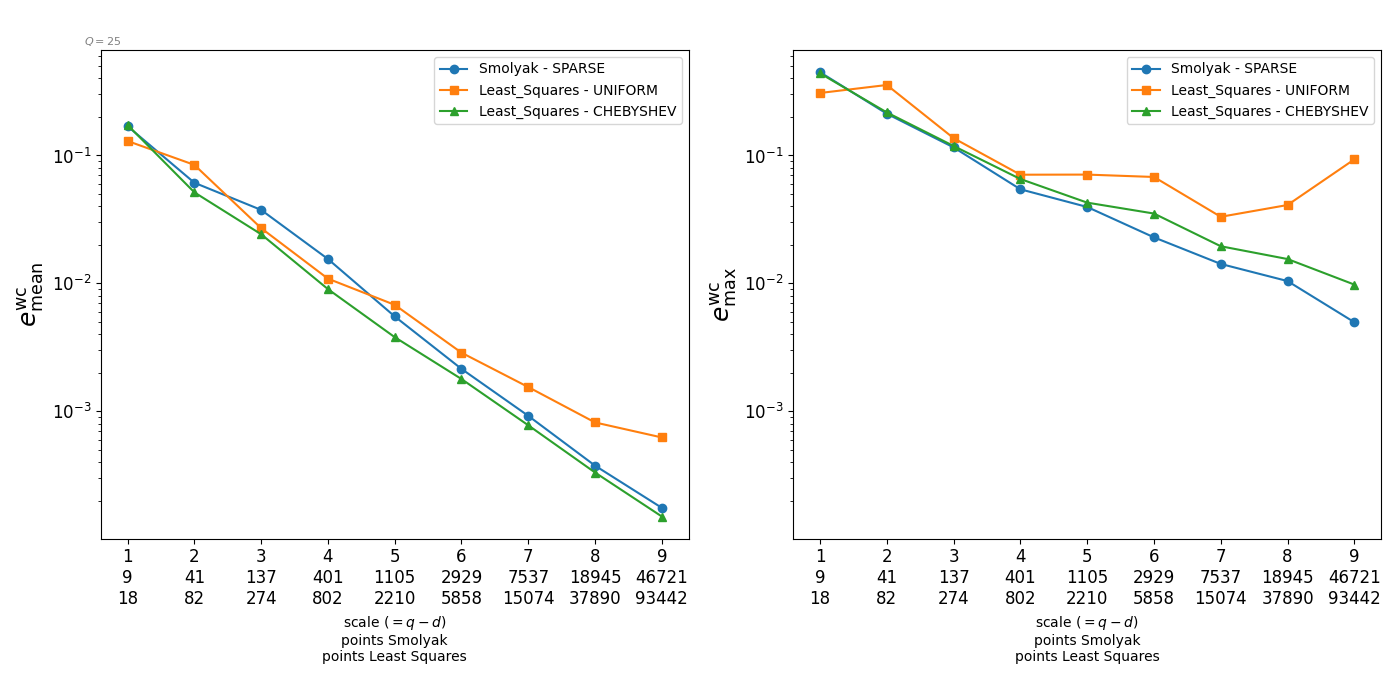 Q = 25
Smolyak - SPARSE
Least_Squares - UNIFORM
Least_Squares - CHEBYSHEV
10⁻¹
10⁻²
10⁻³
e^wc_mean
1 2 3 4 5 6 7 8 9
9 41 137 401 1105 2929 7537 18945 46721
18 82 274 802 2210 5858 15074 37890 93442
scale (= q − d)
points Smolyak
points Least Squares
Smolyak - SPARSE
Least_Squares - UNIFORM
Least_Squares - CHEBYSHEV
10⁻¹
10⁻²
10⁻³
e^wc_max
1 2 3 4 5 6 7 8 9
9 41 137 401 1105 2929 7537 18945 46721
18 82 274 802 2210 5858 15074 37890 93442
scale (= q − d)
points Smolyak
points Least Squares